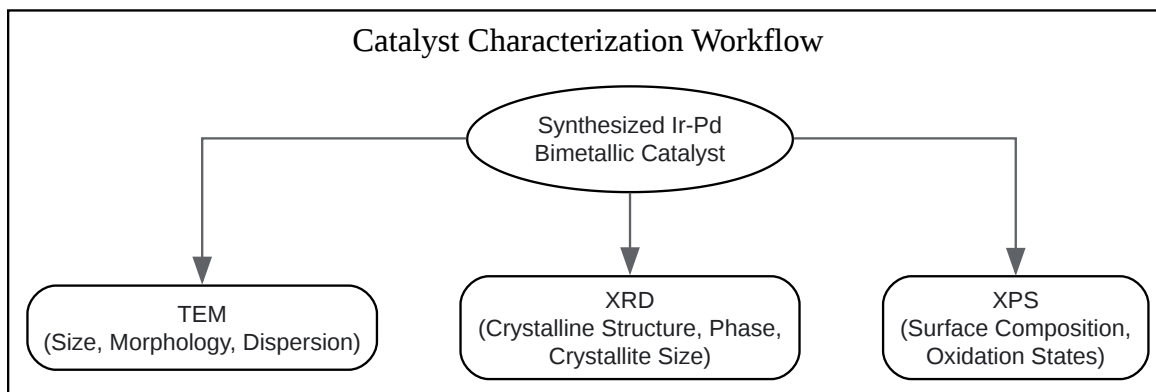 Catalyst Characterization Workflow
Synthesized Ir-Pd
Bimetallic Catalyst
TEM
(Size, Morphology, Dispersion)
XRD
(Crystalline Structure, Phase,
Crystallite Size)
XPS
(Surface Composition,
Oxidation States)